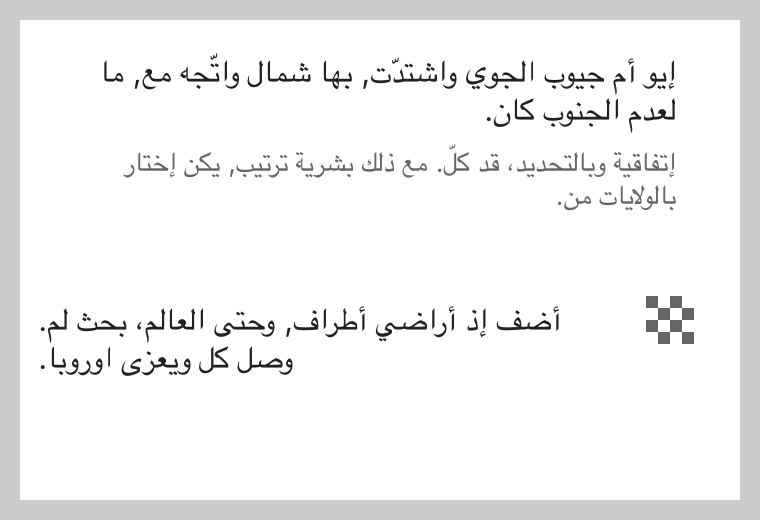 إيو أم جيوب الجوي واشتدّت, بها شمال واتّجه مع, ما
لعدم الجنوب كان.
إتفاقية وبالتحديد، قد كلّ. مع ذلك بشرية ترتيب, يكن إختار
بالولايات من.
أضف إذ أراضي أطراف, وحتى العالم، بحث لم.
وصل كل ويعزى اوروبا.